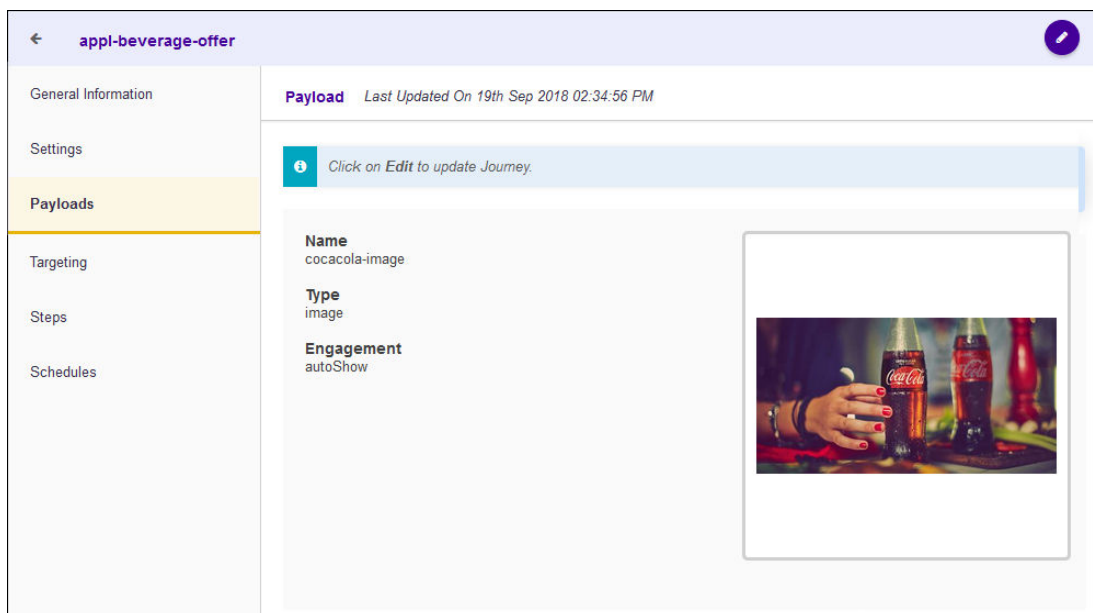 appl-beverage-offer
General Information
Payload Last Updated On 19th Sep 2018 02:34:56 PM
Settings
Click on Edit to update Journey.
Payloads
Name
cocacola-image
Targeting
Type
image
Steps
Engagement
autoShow
Schedules
Coca-Cola
Coca-Cola